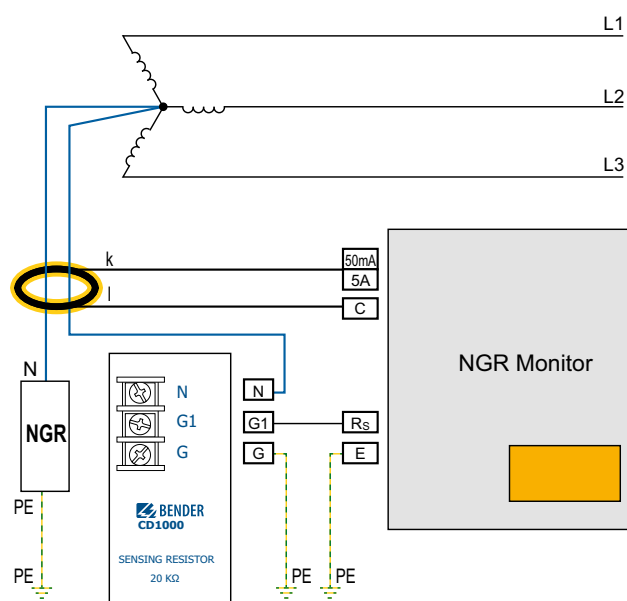 L1
L2
L3
k
50mA
5A
l
C
NGR Monitor
N
NGR
PE
PE
N
G1
G
BENDER
CD1000
SENSING RESISTOR
20 KΩ
N
G1
G
RS
E
PE
PE